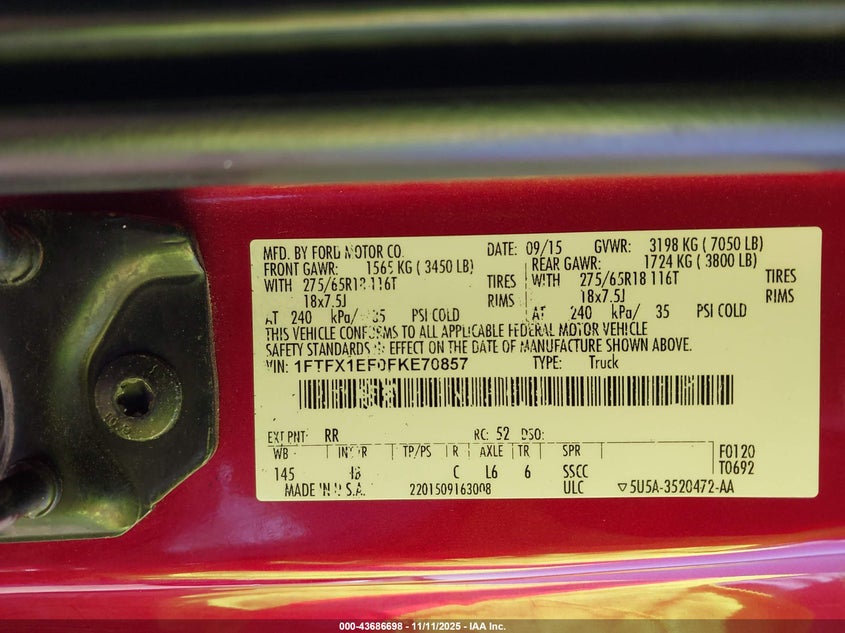 MFD. BY FORD MOTOR CO. DATE: 09/15 GVWR: 3198 KG ( 7050 LB)
FRONT GAWR: 1565 KG ( 3450 LB) REAR GAWR: 1724 KG ( 3800 LB)
WITH 275/65R18 116T TIRES WITH 275/65R18 116T TIRES
18x7.5J RIMS 18x7.5J RIMS
AT 240 kPa/ 35 PSI COLD AT 240 kPa/ 35 PSI COLD
THIS VEHICLE CONFORMS TO ALL APPLICABLE FEDERAL MOTOR VEHICLE
SAFETY STANDARDS IN EFFECT ON THE DATE OF MANUFACTURE SHOWN ABOVE.
VIN: 1FTFX1EF0FKE70857 TYPE: Truck
EXT PNT: RR RC: 52 DSO:
WB INT TR TP/PS R AXLE TR SPR F0120
145 C L6 6 SSCC T0692
MADE IN U.S.A. 2201509163008 ULC ▽5U5A-3520472-AA
000-43686698 - 11/11/2025 - IAA Inc.